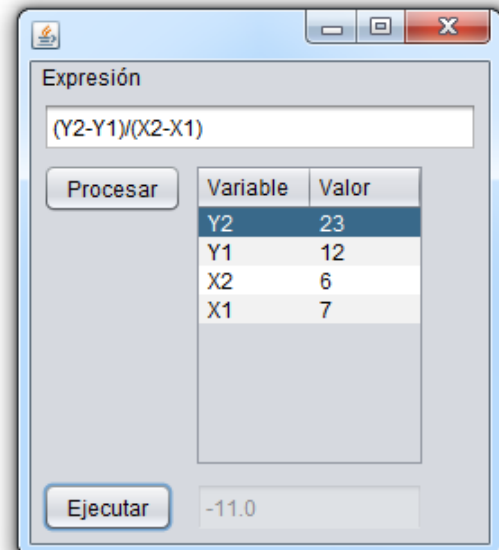 Expresión
(Y2-Y1)/(X2-X1)
Procesar
Variable Valor
Y2 23
Y1 12
X2 6
X1 7
Ejecutar -11.0